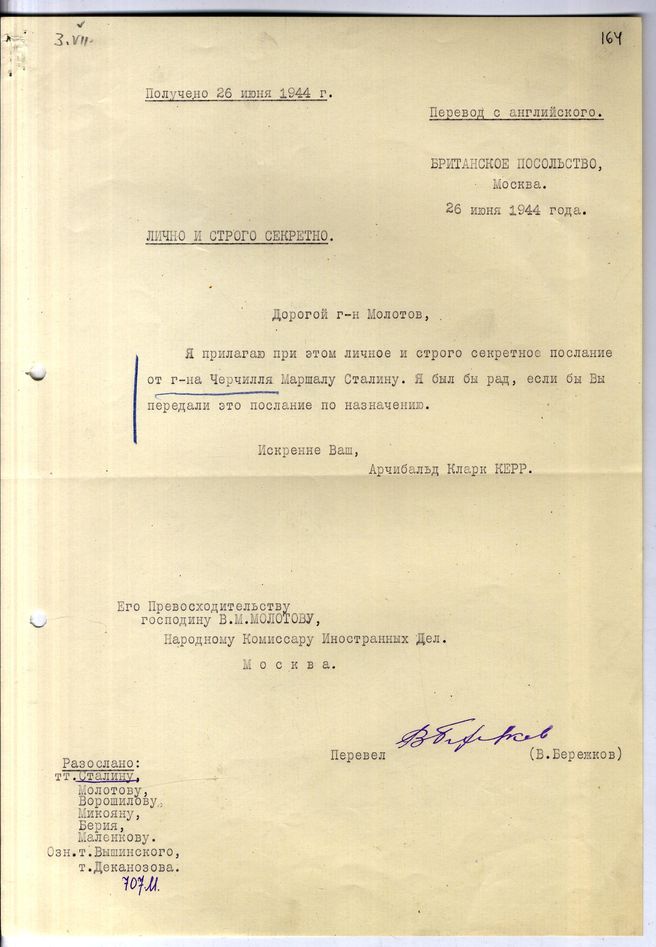 3.VII.
164
Получено 26 июня 1944 г.
Перевод с английского.
БРИТАНСКОЕ ПОСОЛЬСТВО,
Москва.
26 июня 1944 года.
ЛИЧНО И СТРОГО СЕКРЕТНО.
Дорогой г-н Молотов,
Я прилагаю при этом личное и строго секретное послание
от г-на Черчилля Маршалу Сталину. Я был бы рад, если бы Вы
передали это послание по назначению.
Искренне Ваш,
Арчибальд Кларк КЕРР.
Его Превосходительству
господину В.М.МОЛОТОВУ,
Народному Комиссару Иностранных Дел.
М о с к в а.
Перевел ВБережков (В.Бережков)
Разослано:
тт.Сталину,
Молотову,
Ворошилову,
Микояну,
Берия,
Маленкову.
Озн.т.Вышинского,
т.Деканозова.
707М.